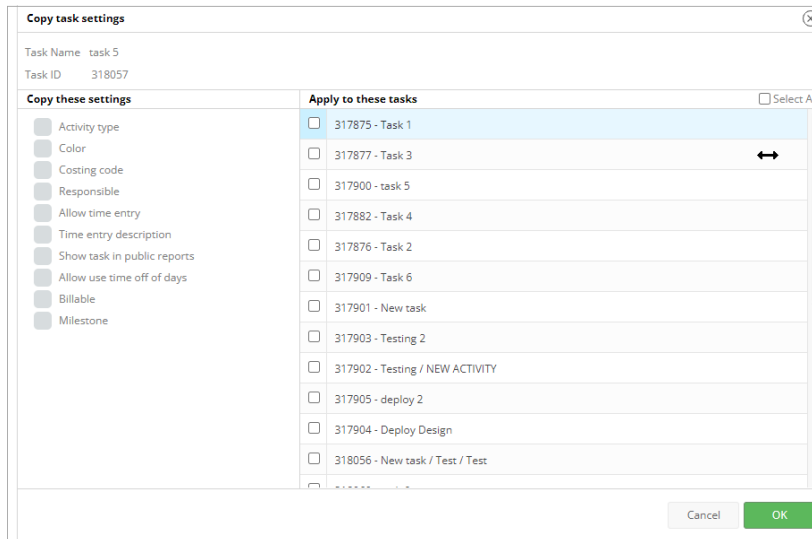 Copy task settings
Task Name task 5
Task ID 318057
Copy these settings
Activity type
Color
Costing code
Responsible
Allow time entry
Time entry description
Show task in public reports
Allow use time off of days
Billable
Milestone
Apply to these tasks
Select A
317875 - Task 1
317877 - Task 3
317900 - task 5
317882 - Task 4
317876 - Task 2
317909 - Task 6
317901 - New task
317903 - Testing 2
317902 - Testing / NEW ACTIVITY
317905 - deploy 2
317904 - Deploy Design
318056 - New task / Test / Test
Cancel
OK